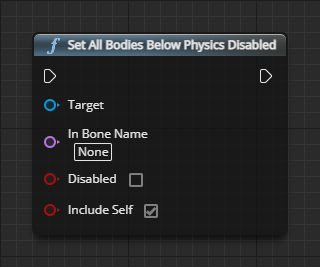 Set All Bodies Below Physics Disabled
Target
In Bone Name
None
Disabled
Include Self